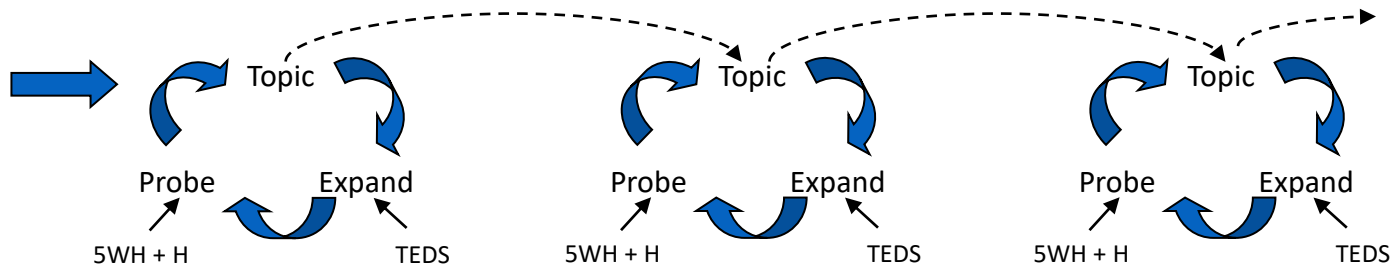 Topic
Topic
Topic
Probe
Expand
Probe
Expand
Probe
Expand
5WH + H
TEDS
5WH + H
TEDS
5WH + H
TEDS